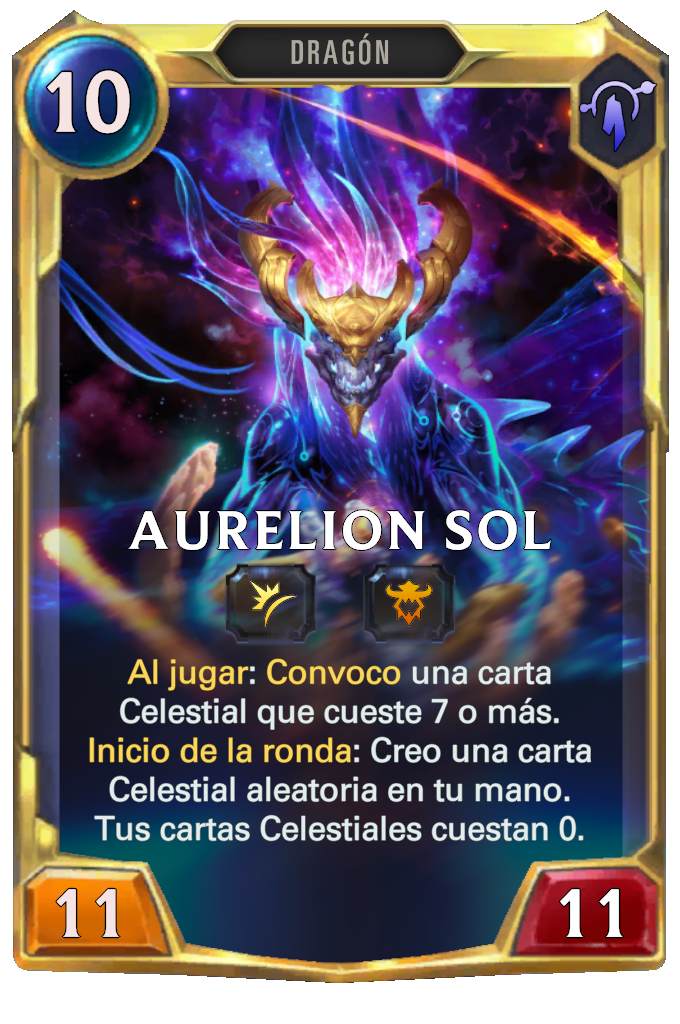 DRAGÓN
10
AURELION SOL
Al jugar: Convoco una carta
Celestial que cueste 7 o más.
Inicio de la ronda: Creo una carta
Celestial aleatoria en tu mano.
Tus cartas Celestiales cuestan 0.
11
11